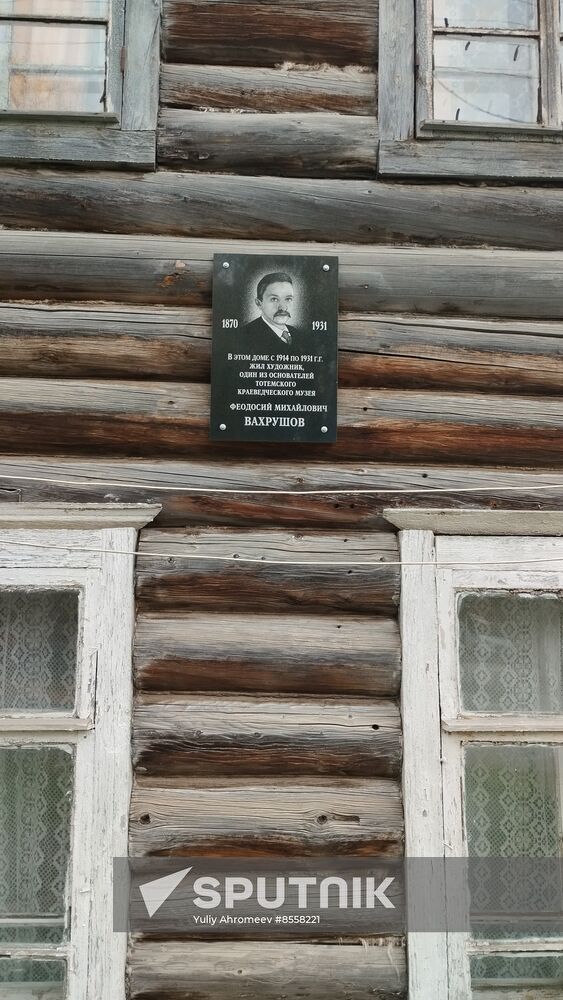 1870 1931
В ЭТОМ ДОМЕ С 1914 ПО 1931 Г.Г.
ЖИЛ ХУДОЖНИК,
ОДИН ИЗ ОСНОВАТЕЛЕЙ
ТОТЕМСКОГО
КРАЕВЕДЧЕСКОГО МУЗЕЯ
ФЕОДОСИЙ МИХАЙЛОВИЧ
ВАХРУШОВ
SPUTNIK
Yuliy Ahromeev #11558221